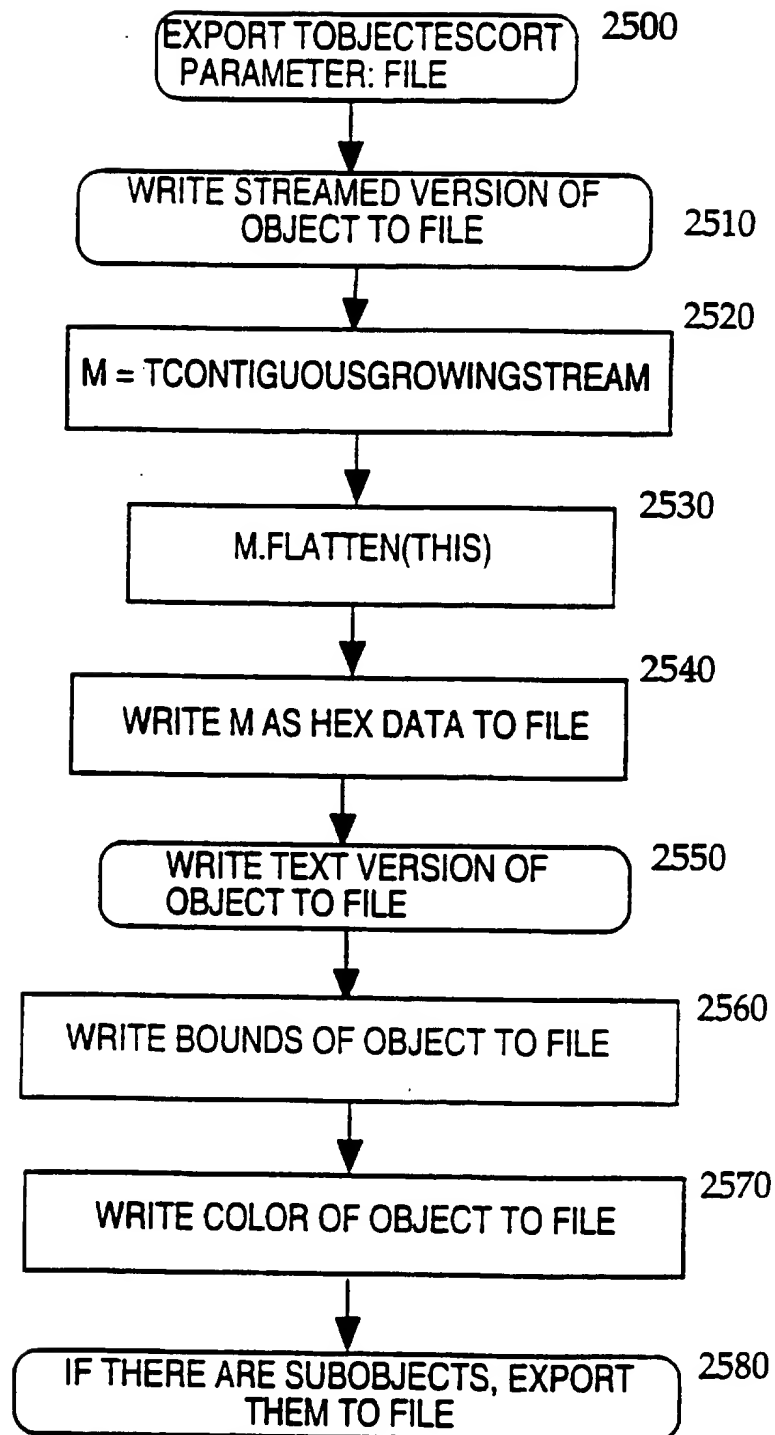 EXPORT TOBJECTESCORT 2500
PARAMETER: FILE
WRITE STREAMED VERSION OF
OBJECT TO FILE 2510
2520
M = TCONTIGUOUSGROWINGSTREAM
2530
M.FLATTEN(THIS)
2540
WRITE M AS HEX DATA TO FILE
WRITE TEXT VERSION OF 2550
OBJECT TO FILE
2560
WRITE BOUNDS OF OBJECT TO FILE
2570
WRITE COLOR OF OBJECT TO FILE
IF THERE ARE SUBOBJECTS, EXPORT 2580
THEM TO FILE